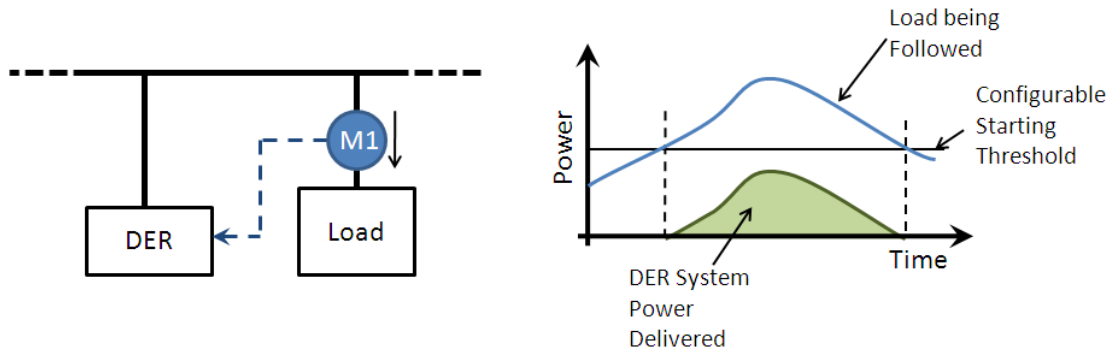 M1
DER
Load
Load being
Followed
Configurable
Starting
Threshold
Power
Time
DER System
Power
Delivered